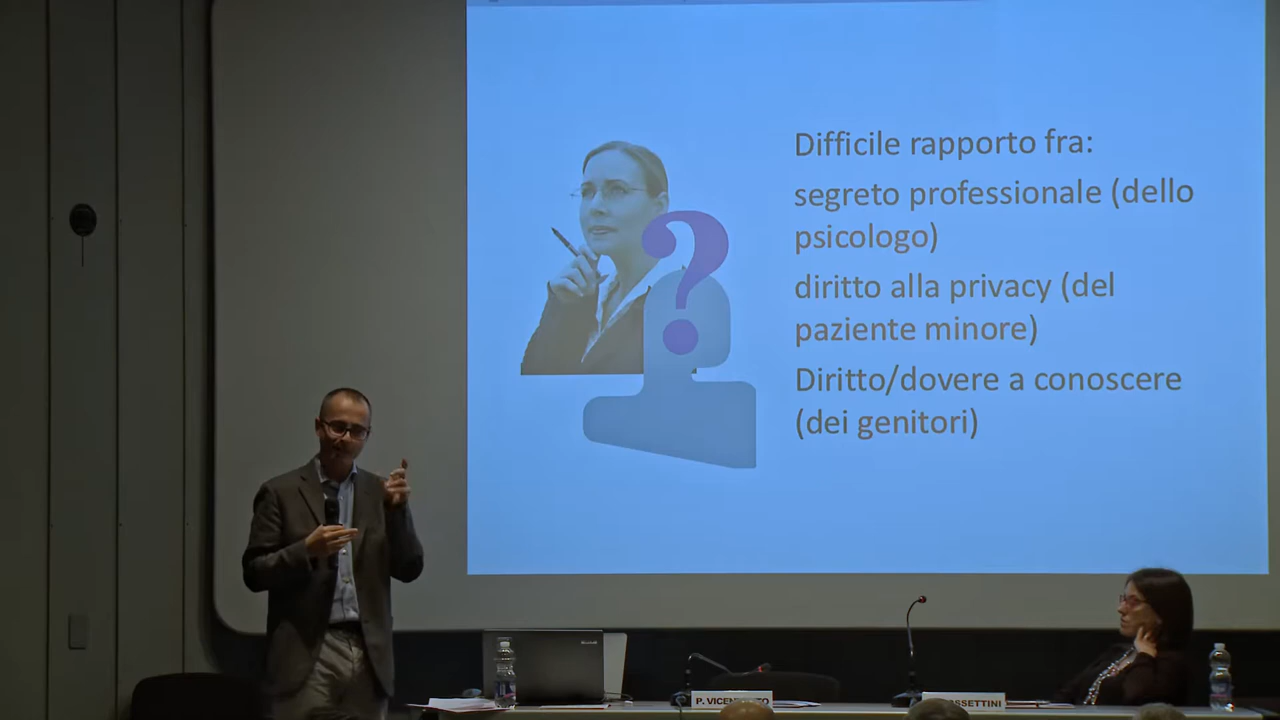 Difficile rapporto fra:
segreto professionale (dello
psicologo)
diritto alla privacy (del
paziente minore)
Diritto/dovere a conoscere
(dei genitori)